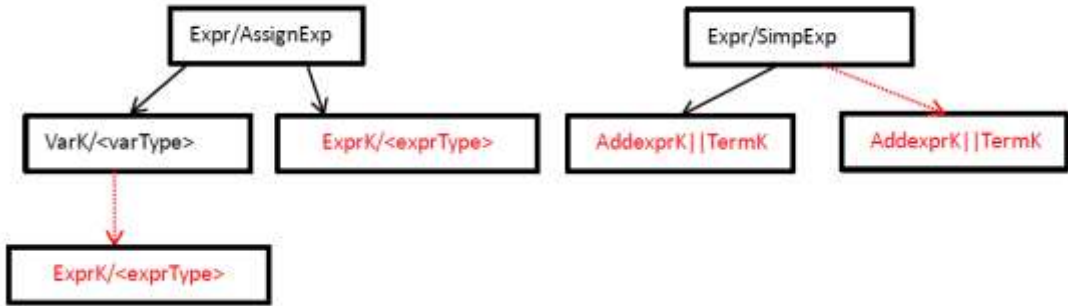 Expr/AssignExp
Expr/SimpExp
VarK/<varType>
ExprK/<exprType>
AddexprK||TermK
AddexprK||TermK
ExprK/<exprType>